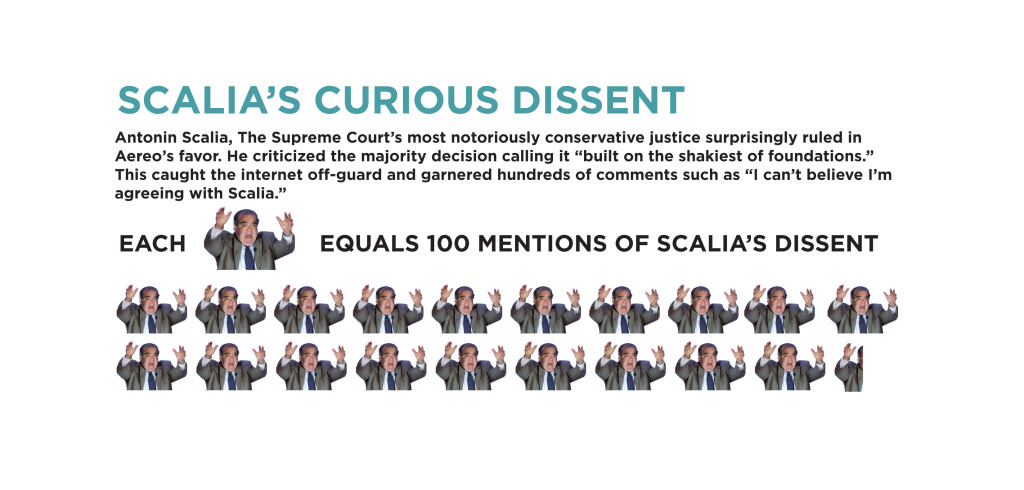 SCALIA’S CURIOUS DISSENT
Antonin Scalia, The Supreme Court’s most notoriously conservative justice surprisingly ruled in
Aereo’s favor. He criticized the majority decision calling it “built on the shakiest of foundations.”
This caught the internet off-guard and garnered hundreds of comments such as “I can’t believe I’m
agreeing with Scalia.”
EACH EQUALS 100 MENTIONS OF SCALIA’S DISSENT